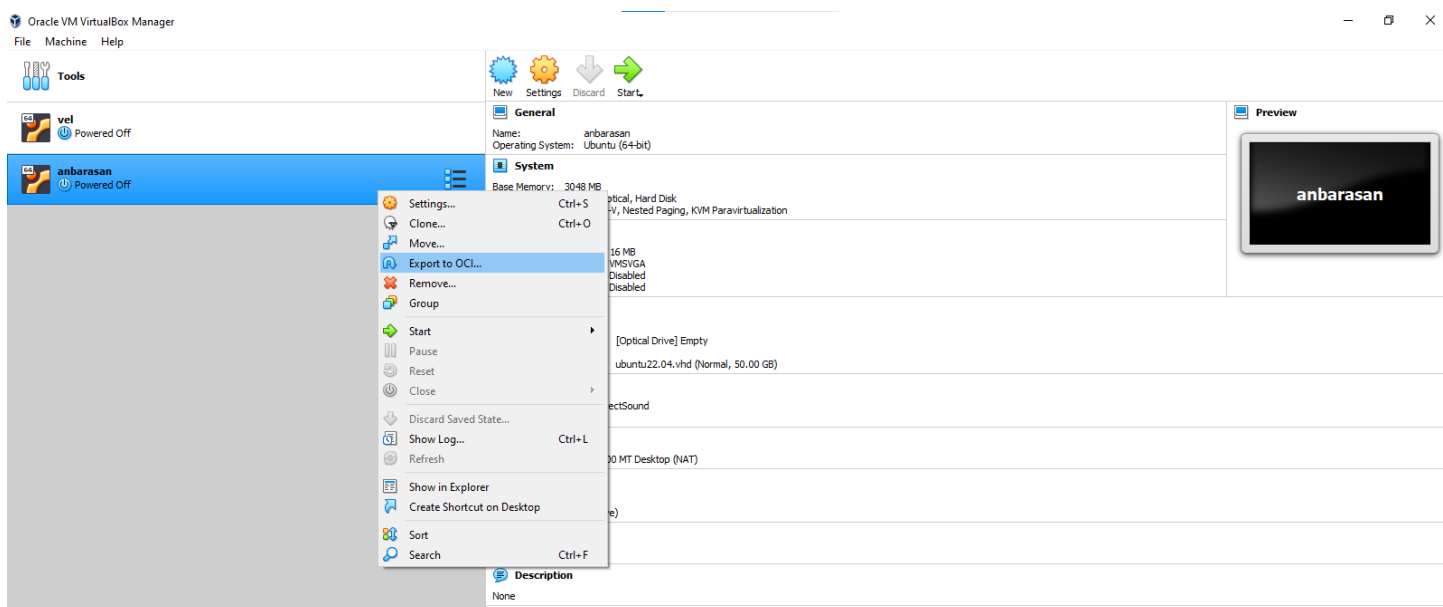 Oracle VM VirtualBox Manager
File Machine Help
Tools
64 vel
Powered Off
64 anbarasan
Powered Off
New Settings Discard Start
General
Name: anbarasan
Operating System: Ubuntu (64-bit)
System
Base Memory: 3048 MB
ptical, Hard Disk
-V, Nested Paging, KVM Paravirtualization
16 MB
VMSVGA
Disabled
Disabled
[Optical Drive] Empty
ubuntu22.04.vhd (Normal, 50.00 GB)
ectSound
00 MT Desktop (NAT)
e)
Description
None
Preview
anbarasan
Settings... Ctrl+S
Clone... Ctrl+O
Move...
Export to OCI...
Remove...
Group
Start
Pause
Reset
Close
Discard Saved State...
Show Log... Ctrl+L
Refresh
Show in Explorer
Create Shortcut on Desktop
Sort
Search Ctrl+F